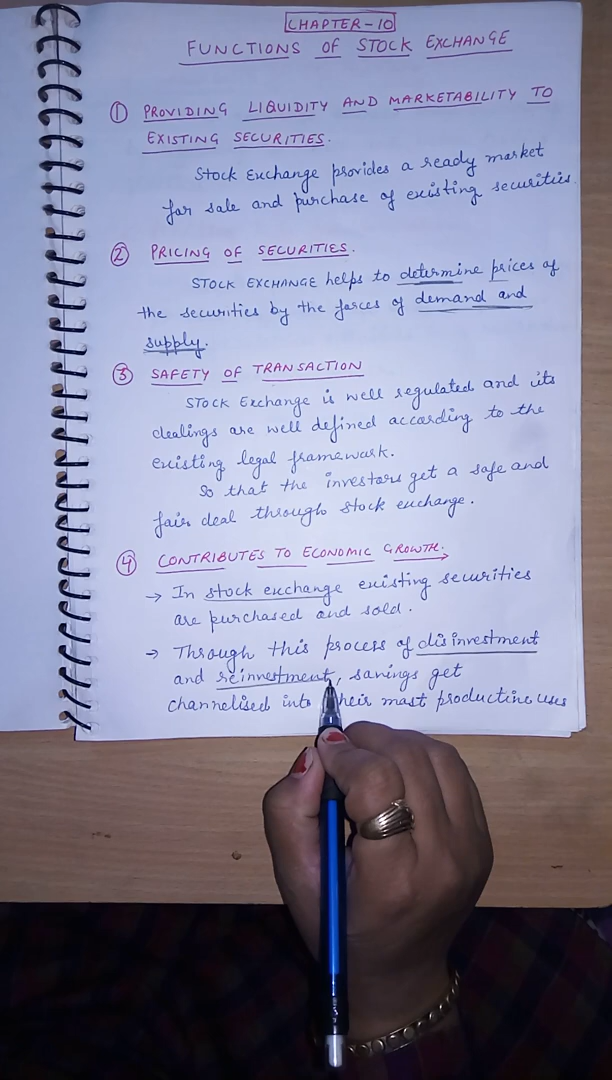 CHAPTER-10
FUNCTIONS OF STOCK EXCHANGE
① PROVIDING LIQUIDITY AND MARKETABILITY TO
EXISTING SECURITIES.
Stock Exchange provides a ready market
for sale and purchase of existing securities.
② PRICING OF SECURITIES.
STOCK EXCHANGE helps to determine prices of
the securities by the forces of demand and
supply.
③ SAFETY OF TRANSACTION
STOCK Exchange is well regulated and its
dealings are well defined according to the
existing legal framework.
So that the investors get a safe and
fair deal through stock exchange.
④ CONTRIBUTES TO ECONOMIC GROWTH.
→ In stock exchange existing securities
are purchased and sold.
→ Through this process of disinvestment
and reinvestment, savings get
channelised into their most productive uses